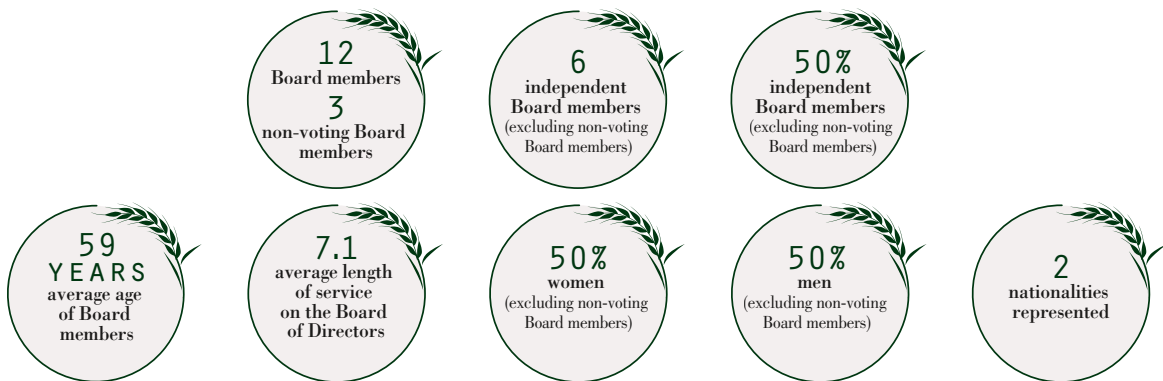 12
Board members
3
non-voting Board
members
6
independent
Board members
(excluding non-voting
Board members)
50%
independent
Board members
(excluding non-voting
Board members)
59
YEARS
average age
of Board
members
7.1
average length
of service
on the Board
of Directors
50%
women
(excluding non-voting
Board members)
50%
men
(excluding non-voting
Board members)
2
nationalities
represented